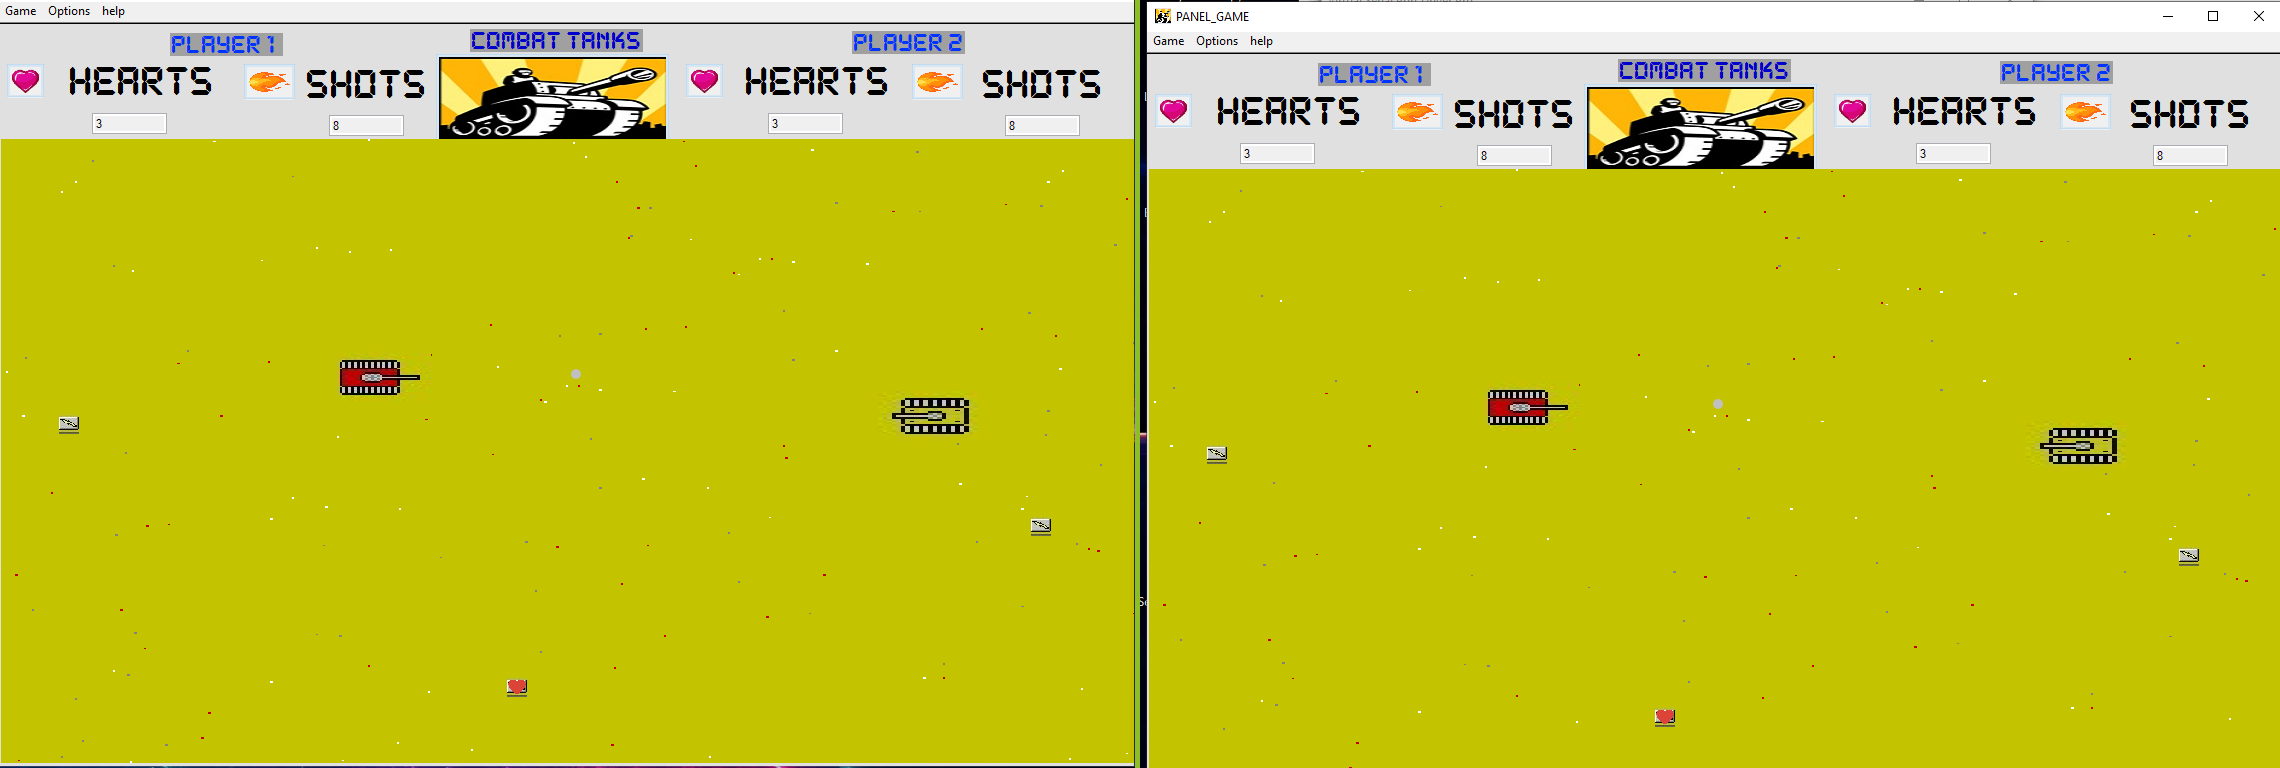 Game Options help
PLAYER 1 COMBAT TANKS PLAYER 2
HEARTS SHOTS HEARTS SHOTS
3 8 3 8
PANEL_GAME
Game Options help
PLAYER 1 COMBAT TANKS PLAYER 2
HEARTS SHOTS HEARTS SHOTS
3 8 3 8